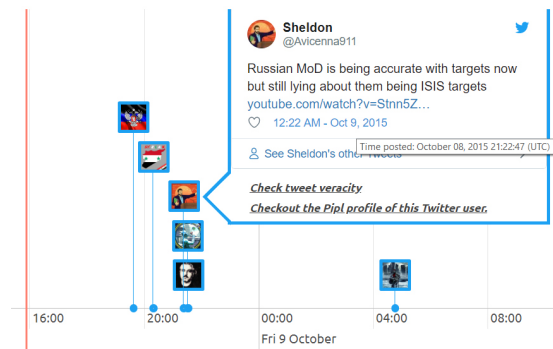 Sheldon
@Avicenna911
Russian MoD is being accurate with targets now
but still lying about them being ISIS targets
youtube.com/watch?v=Stnn5Z...
12:22 AM - Oct 9, 2015
Time posted: October 08, 2015 21:22:47 (UTC)
See Sheldon's other Tweets
Check tweet veracity
Checkout the Pipl profile of this Twitter user.
16:00
20:00
00:00
04:00
08:00
Fri 9 October